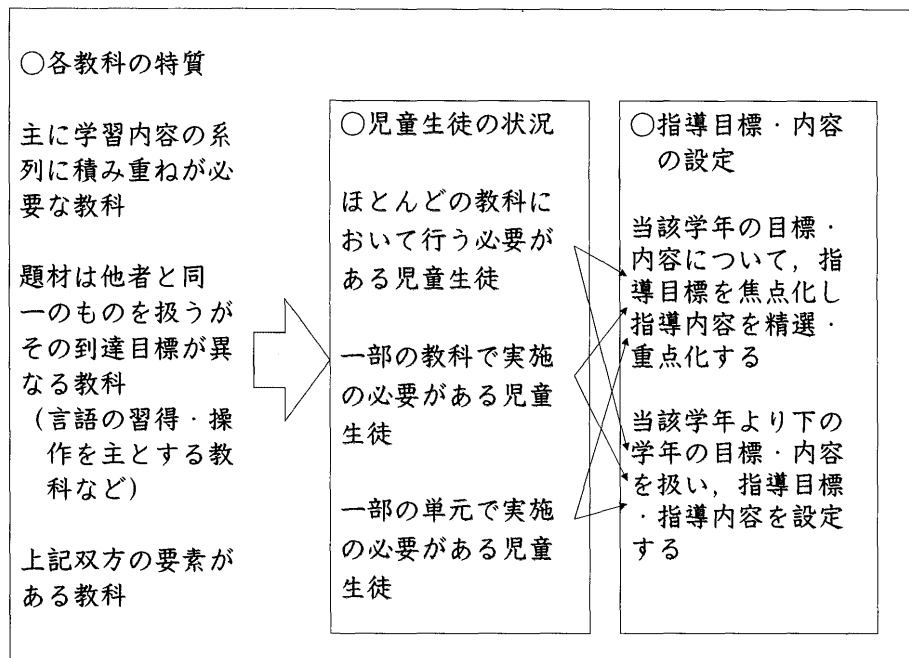 ○各教科の特質
主に学習内容の系
列に積み重ねが必
要な教科
題材は他者と同
一のものを扱うが
その到達目標が異
なる教科
(言語の習得・操
作を主とする教
科など)
上記双方の要素が
ある教科
○児童生徒の状況
ほとんどの教科に
おいて行う必要が
ある児童生徒
一部の教科で実施
の必要がある児童
生徒
一部の単元で実施
の必要がある児童
生徒
○指導目標・内容
の設定
当該学年の目標・
内容について,指
導目標を焦点化し
指導内容を精選・
重点化する
当該学年より下の
学年の目標・内容
を扱い,指導目標
・指導内容を設定
する